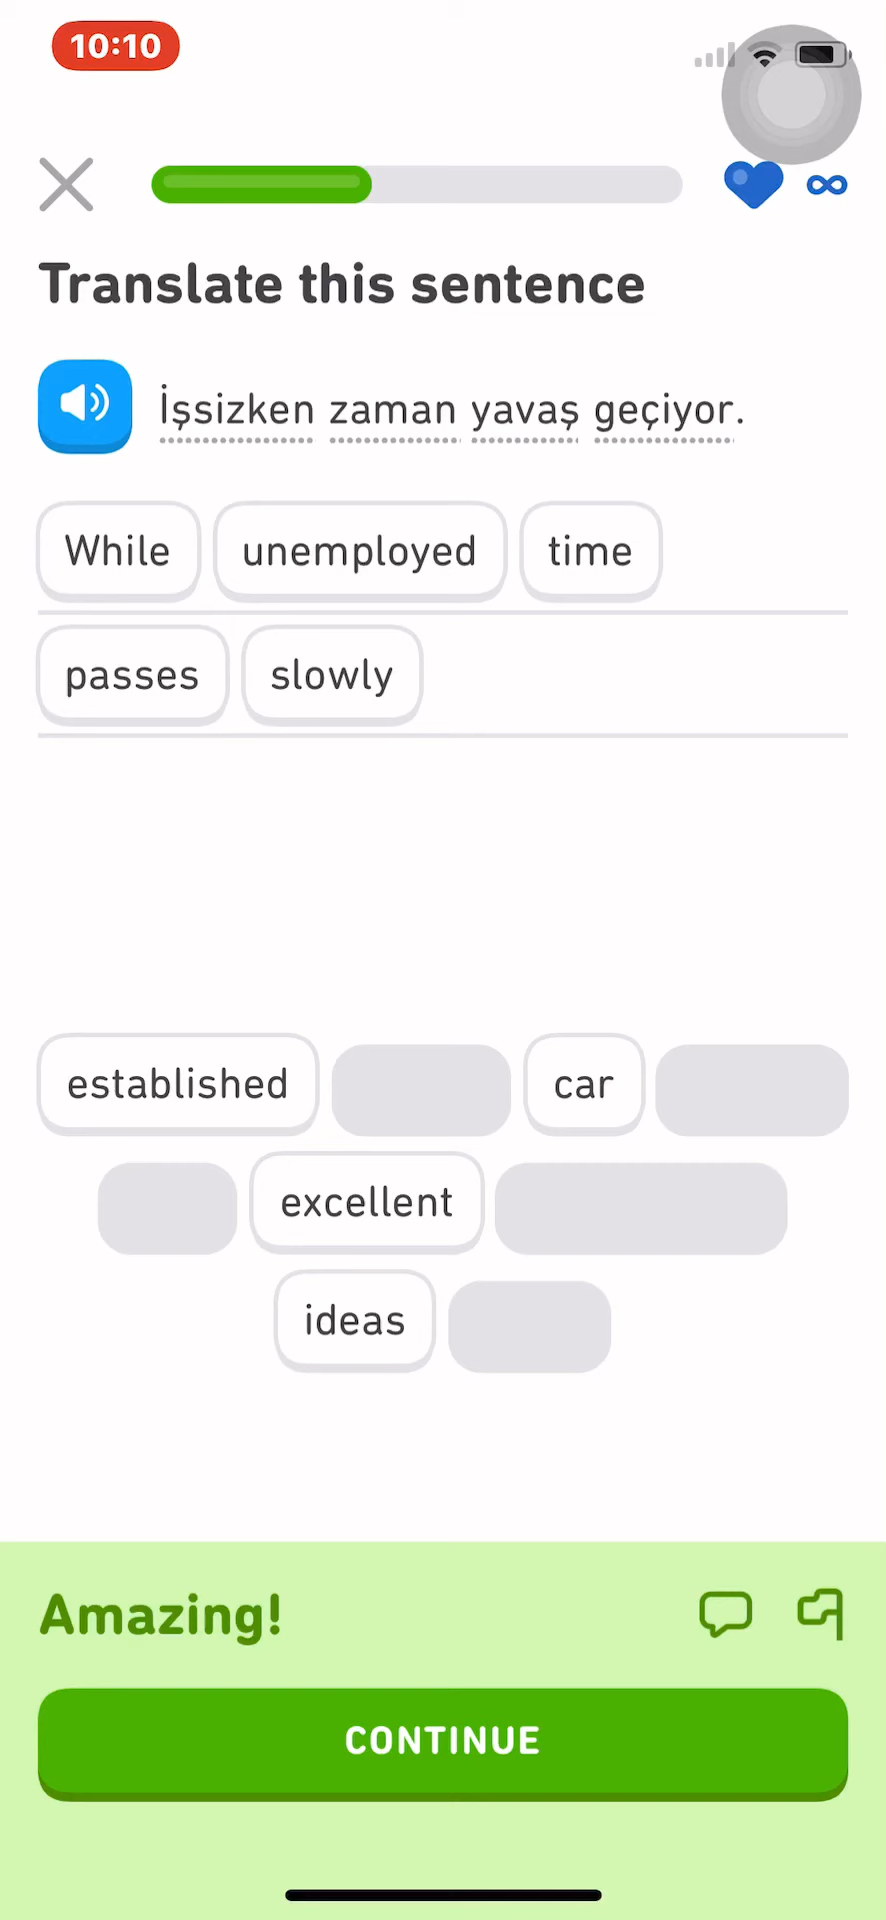 10:10
Translate this sentence
İşsizken zaman yavaş geçiyor.
While unemployed time
passes slowly
established car
excellent
ideas
Amazing!
CONTINUE